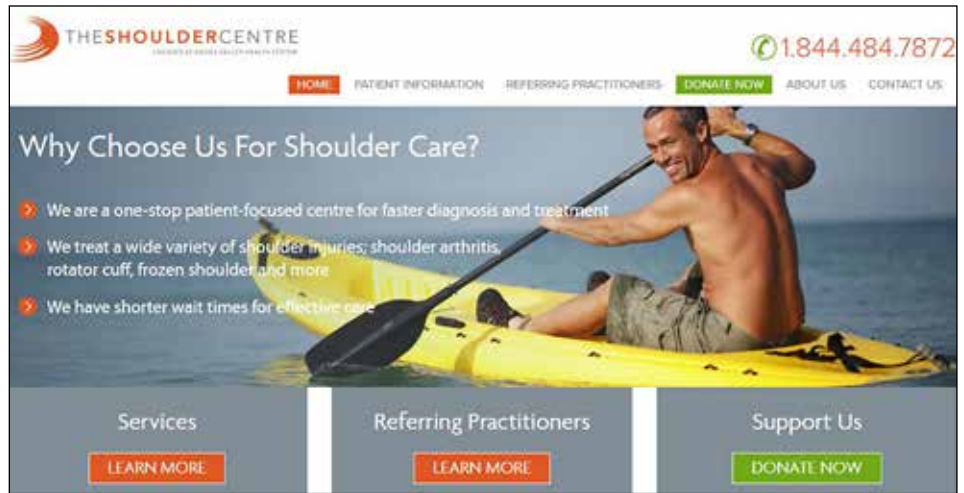 THESHOULDERCENTRE
1.844.484.7872
HOME PATIENT INFORMATION REFERRING PRACTITIONERS DONATE NOW ABOUT US CONTACT US
Why Choose Us For Shoulder Care?
We are a one-stop patient-focused centre for faster diagnosis and treatment
We treat a wide variety of shoulder injuries; shoulder arthritis,
rotator cuff, frozen shoulder and more
We have shorter wait times for effective care
Services Referring Practitioners Support Us
LEARN MORE LEARN MORE DONATE NOW